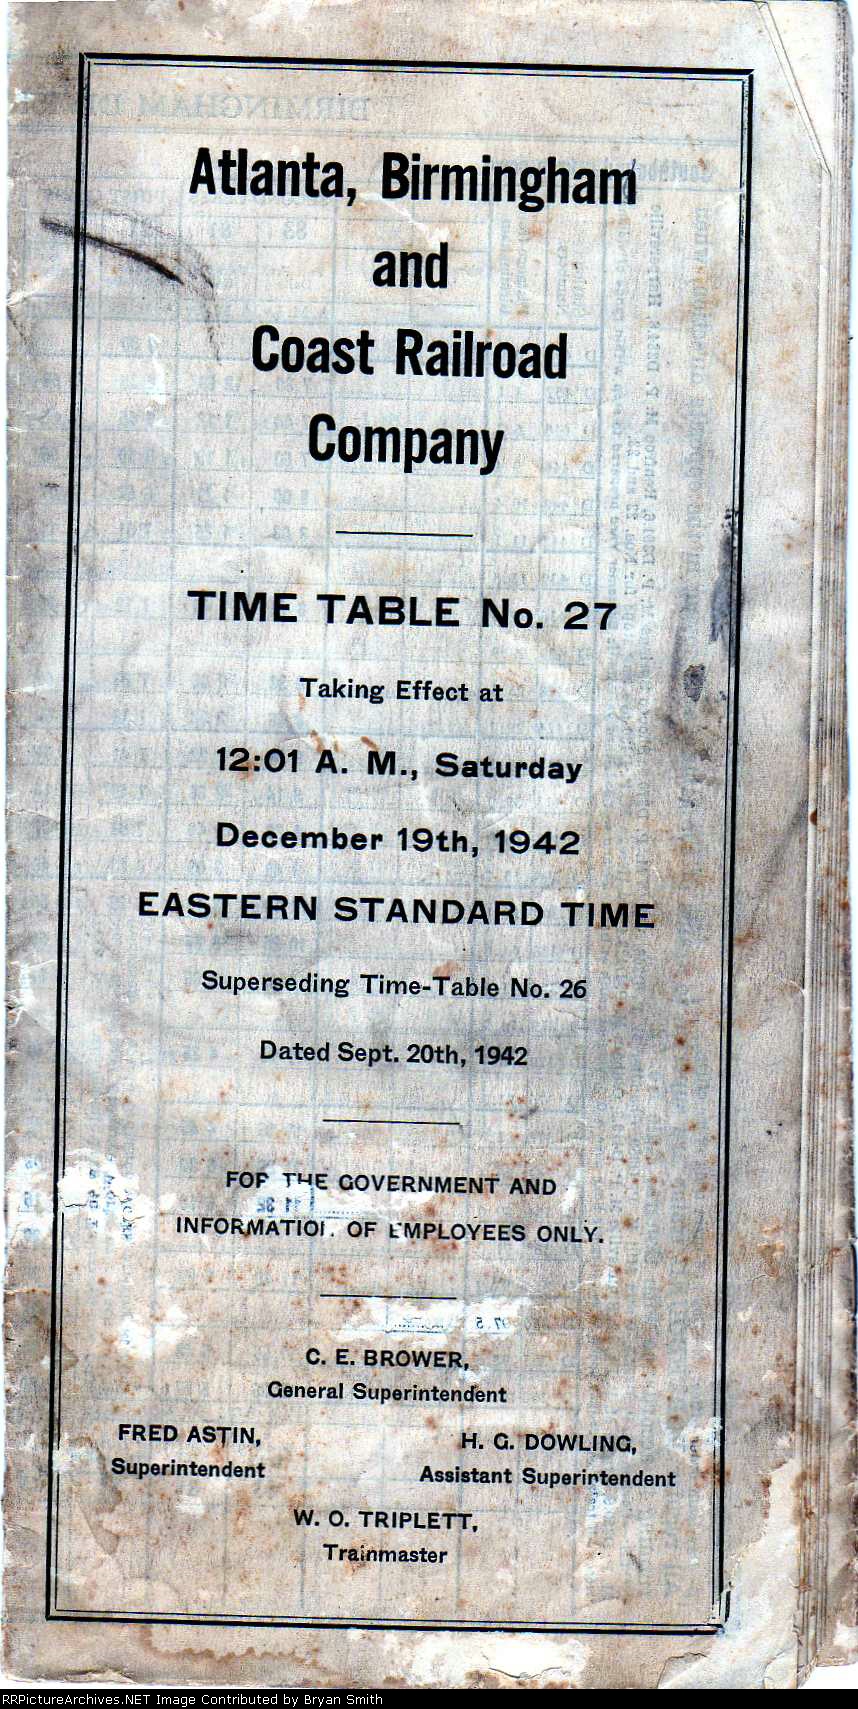 Atlanta, Birmingham
and
Coast Railroad
Company
TIME TABLE No. 27
Taking Effect at
12:01 A. M., Saturday
December 19th, 1942
EASTERN STANDARD TIME
Superseding Time-Table No. 26
Dated Sept. 20th, 1942
FOR THE GOVERNMENT AND
INFORMATION OF EMPLOYEES ONLY.
C. E. BROWER,
General Superintendent
FRED ASTIN,
Superintendent
H. G. DOWLING,
Assistant Superintendent
W. O. TRIPLETT,
Trainmaster
RRPictureArchives.NET Image Contributed by Bryan Smith